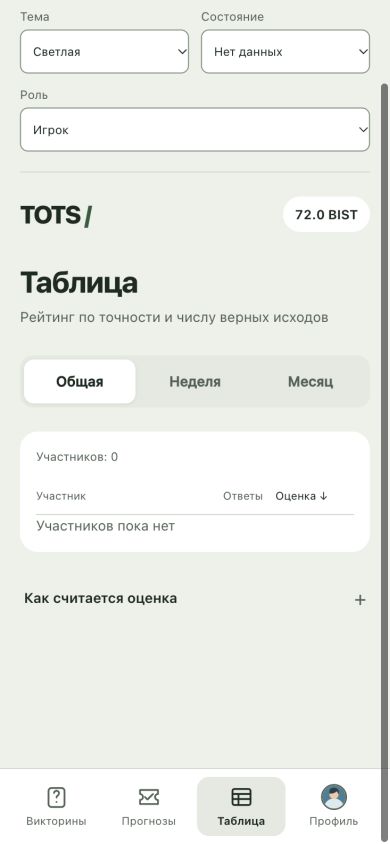 Тема
Состояние
Светлая
Нет данных
Роль
Игрок
TOTS/
72.0 BIST
Таблица
Рейтинг по точности и числу верных исходов
Общая
Неделя
Месяц
Участников: 0
Участник
Ответы
Оценка ↓
Участников пока нет
Как считается оценка
+
Викторины
Прогнозы
Таблица
Профиль